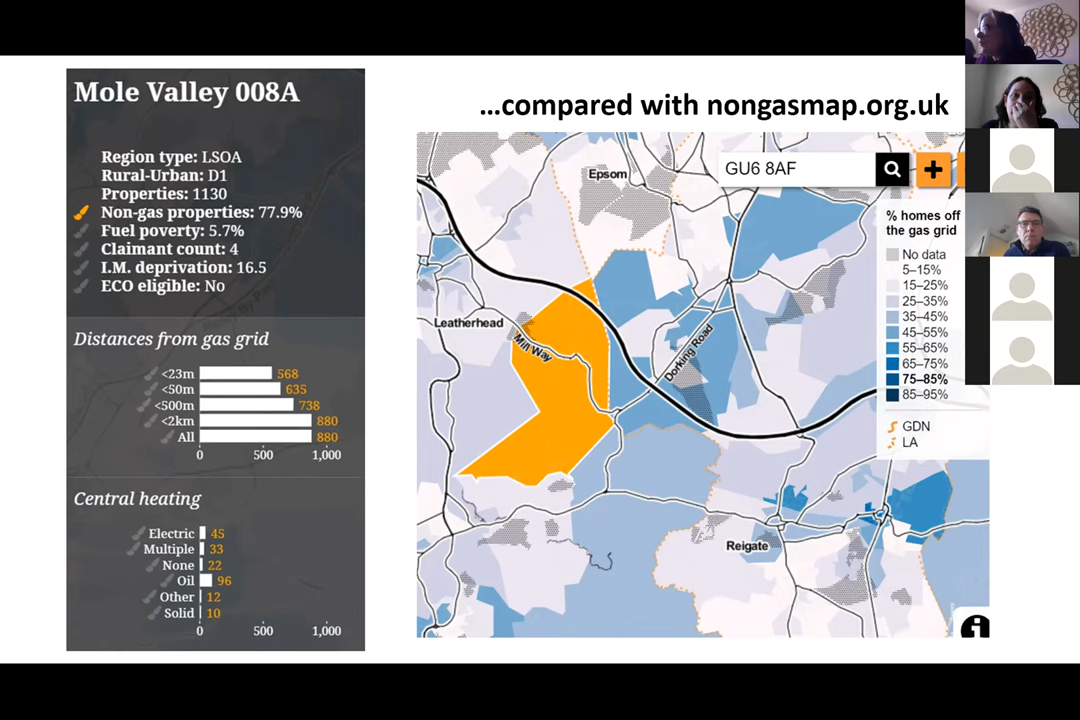 Mole Valley 008A
Region type: LSOA
Rural-Urban: D1
Properties: 1130
Non-gas properties: 77.9%
Fuel poverty: 5.7%
Claimant count: 4
I.M. deprivation: 16.5
ECO eligible: No
Distances from gas grid
<23m 568
<50m 635
<500m 738
<2km 880
All 880
0 500 1,000
Central heating
Electric 45
Multiple 33
None 22
Oil 96
Other 12
Solid 10
0 500 1,000
...compared with nongasmap.org.uk
GU6 8AF
+
Epsom
Leatherhead
Mill Way
Dorking Road
Reigate
% homes off
the gas grid
No data
5–15%
15–25%
25–35%
35–45%
45–55%
55–65%
65–75%
75–85%
85–95%
GDN
LA
i